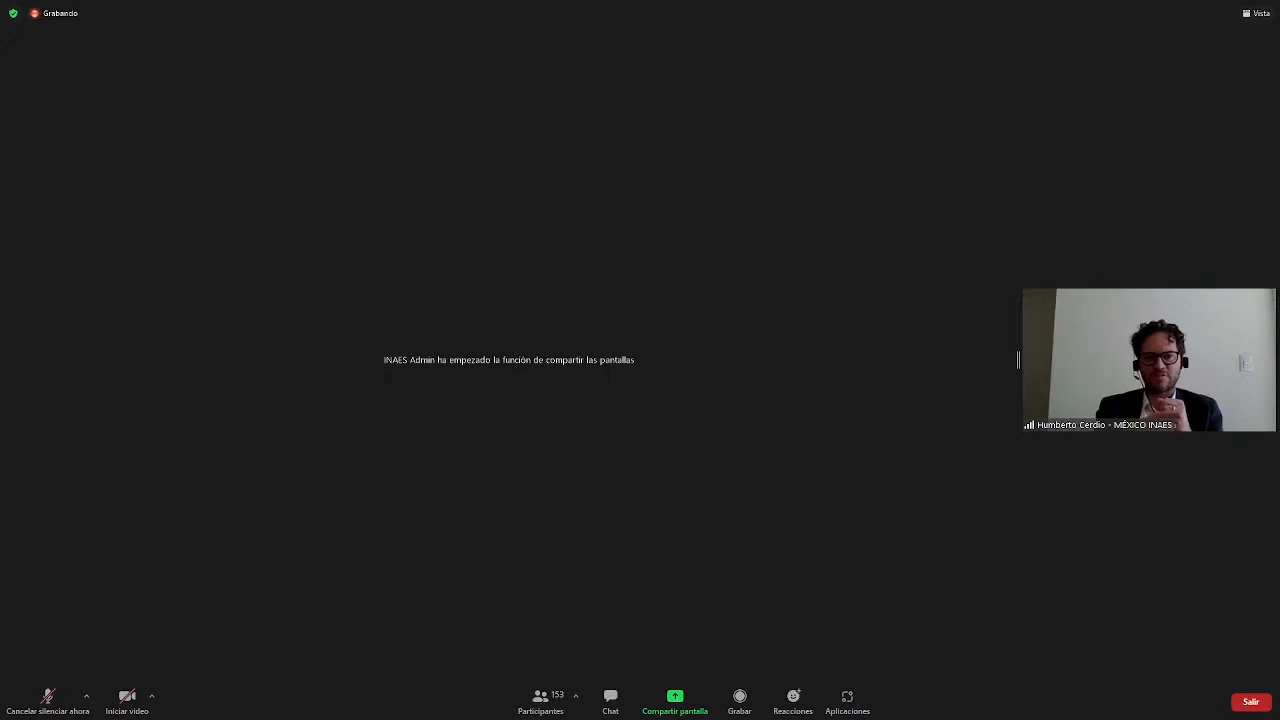 Grabando
Vista
INAES Admin ha empezado la función de compartir las pantallas
Humberto Cerdio - MÉXICO INAES
Cancelar silenciar ahora
Iniciar video
153
Participantes
Chat
Compartir pantalla
Grabar
Reacciones
Aplicaciones
Salir